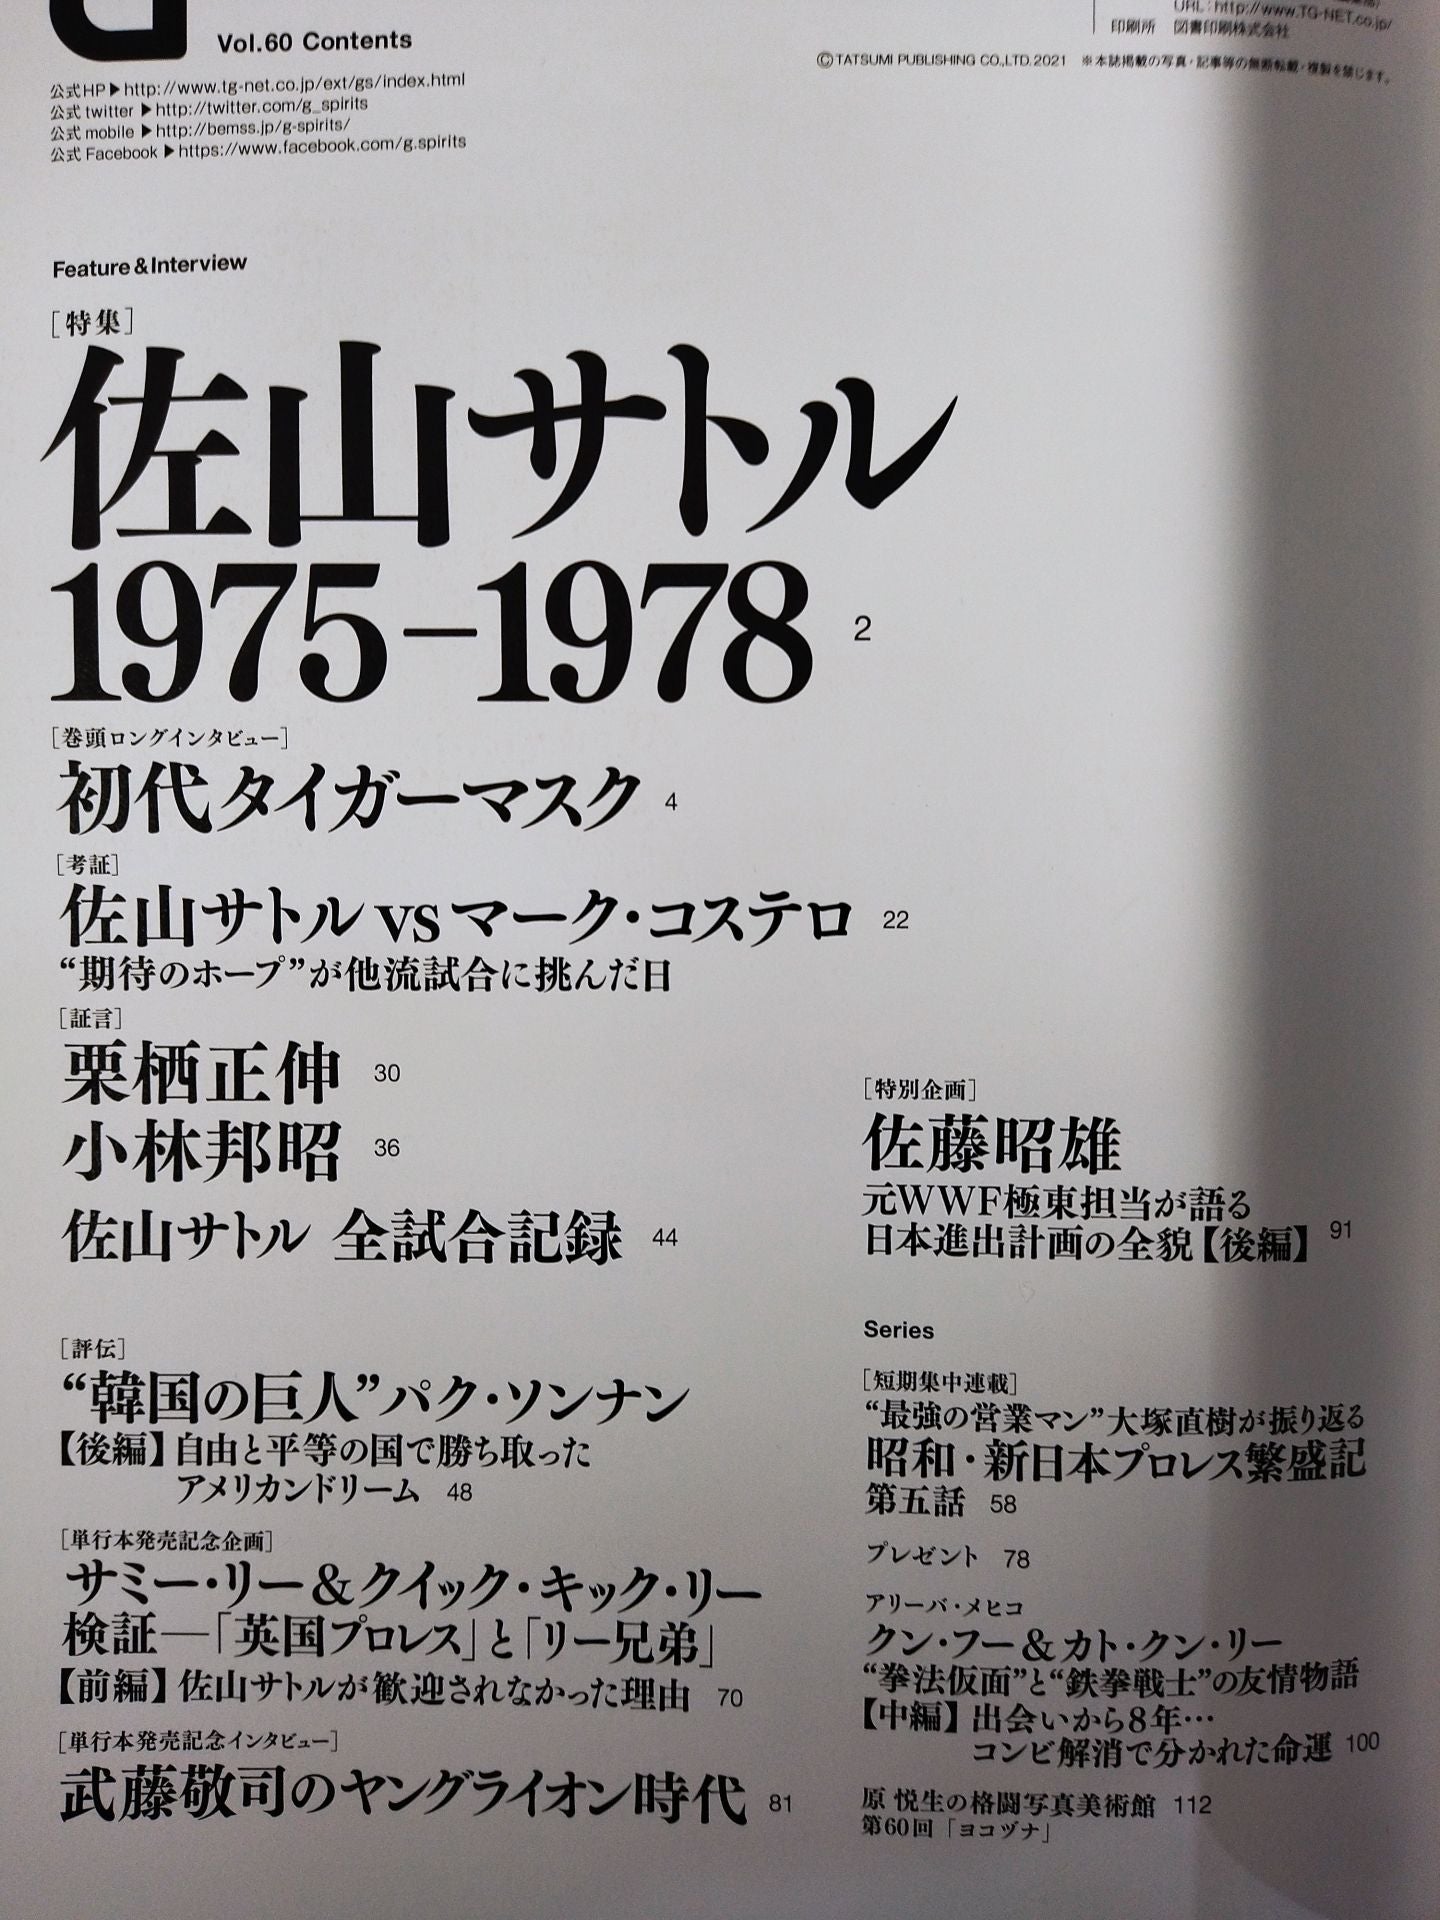 Vol.60 Contents
公式HP▶http://www.tg-net.co.jp/ext/gs/index.html
公式 twitter ▶http://twitter.com/g_spirits
公式 mobile ▶http://bemss.jp/g-spirits/
公式 Facebook ▶https://www.facebook.com/g.spirits
URL:http://www.TG-NET.co.jp/
印刷所 図書印刷株式会社
©TATSUMI PUBLISHING CO.,LTD.2021 ※本誌掲載の写真・記事等の無断転載・複製を禁じます。
Feature&Interview
[特集]
佐山サトル
1975–1978 2
[巻頭ロングインタビュー]
初代タイガーマスク 4
[考証]
佐山サトルvsマーク・コステロ 22
“期待のホープ”が他流試合に挑んだ日
[証言]
栗栖正伸 30
小林邦昭 36
佐山サトル 全試合記録 44
[評伝]
“韓国の巨人”パク・ソンナン
【後編】自由と平等の国で勝ち取った
アメリカンドリーム 48
[単行本発売記念企画]
サミー・リー&クイック・キック・リー
検証─「英国プロレス」と「リー兄弟」
【前編】佐山サトルが歓迎されなかった理由 70
[単行本発売記念インタビュー]
武藤敬司のヤングライオン時代 81
[特別企画]
佐藤昭雄
元WWF極東担当が語る
日本進出計画の全貌【後編】 91
Series
[短期集中連載]
“最強の営業マン”大塚直樹が振り返る
昭和・新日本プロレス繁盛記
第五話 58
プレゼント 78
アリーバ・メヒコ
クン・フー&カト・クン・リー
“拳法仮面”と“鉄拳戦士”の友情物語
【中編】出会いから8年…
コンビ解消で分かれた命運 100
原 悦生の格闘写真美術館 112
第60回「ヨコヅナ」